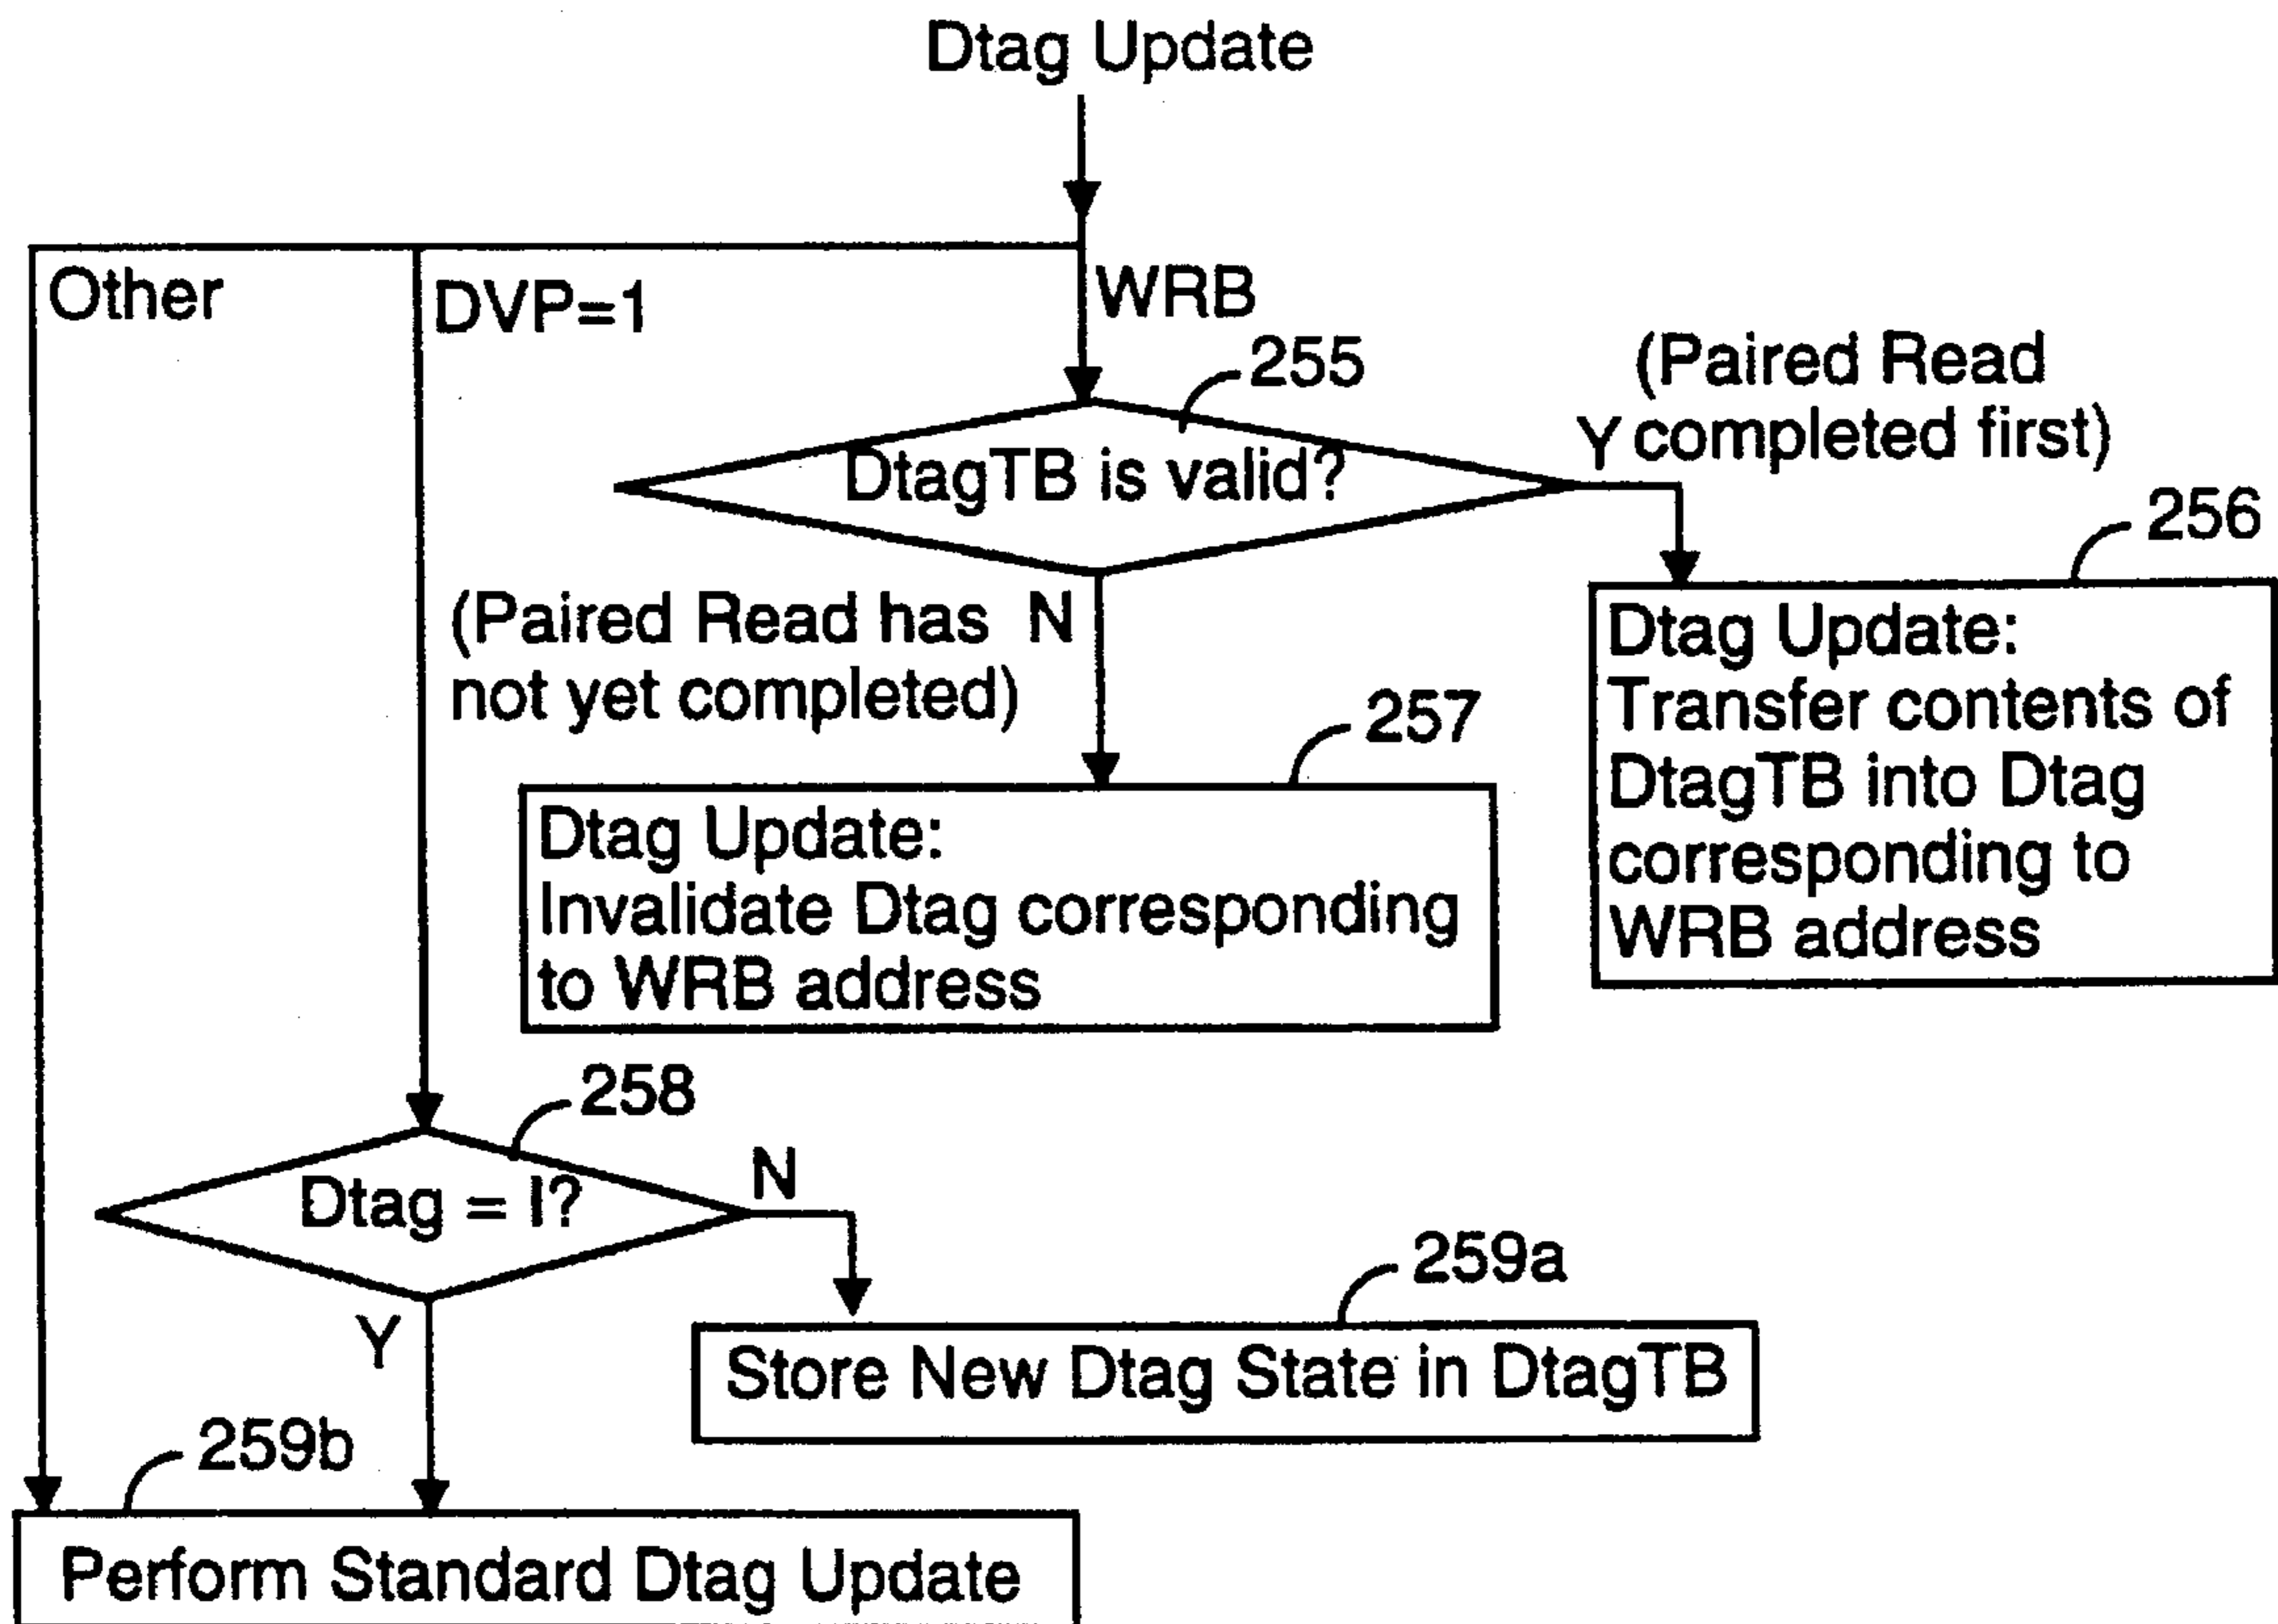 Dtag Update
Other
DVP=1
WRB
255
DtagTB is valid?
(Paired Read
Y completed first)
256
Dtag Update:
Transfer contents of
DtagTB into Dtag
corresponding to
WRB address
(Paired Read has N
not yet completed)
257
Dtag Update:
Invalidate Dtag corresponding
to WRB address
258
Dtag = I?
N
Y
259a
Store New Dtag State in DtagTB
259b
Perform Standard Dtag Update